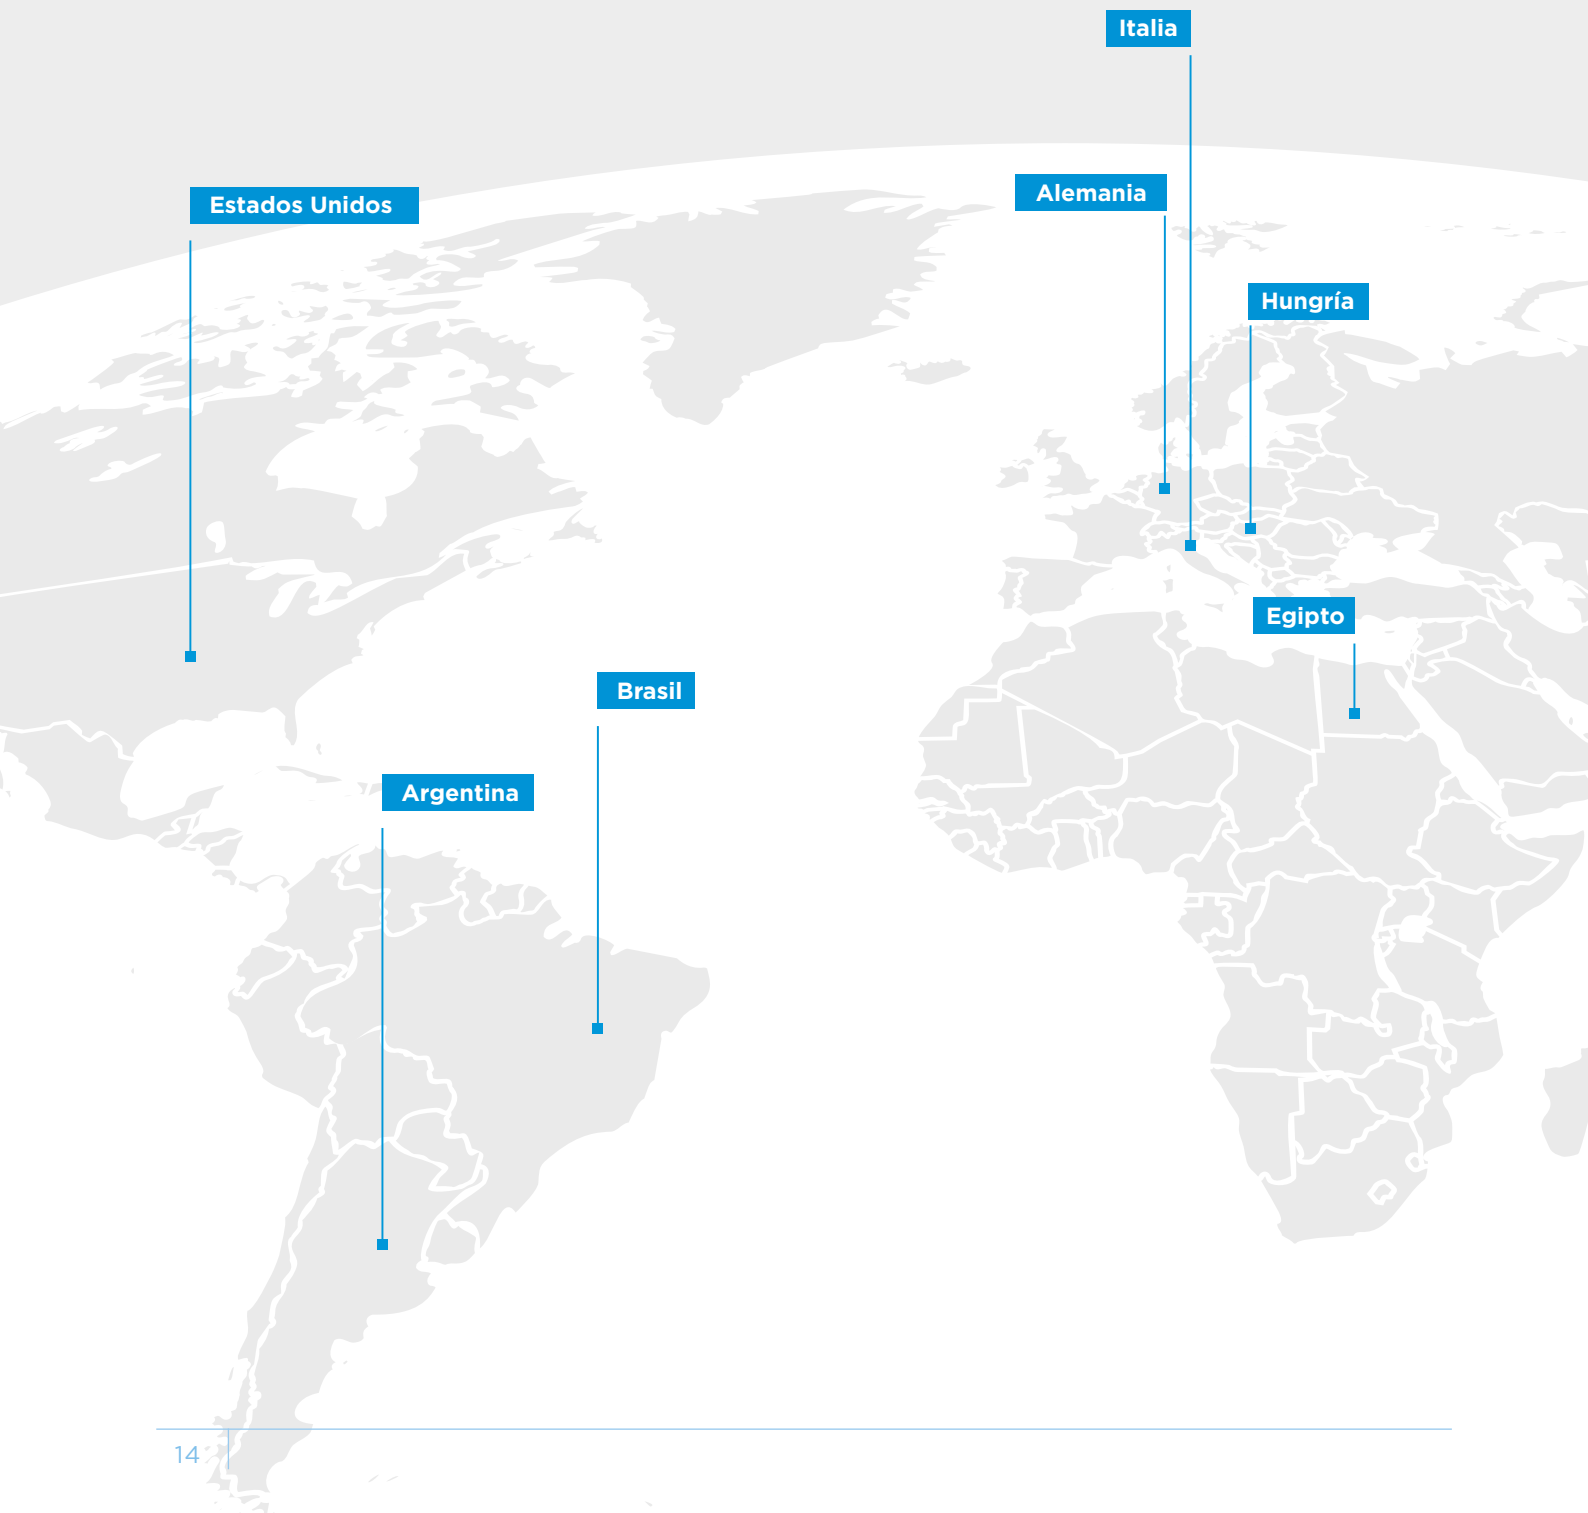 Italia
Alemania
Estados Unidos
Hungría
Egipto
Brasil
Argentina
14